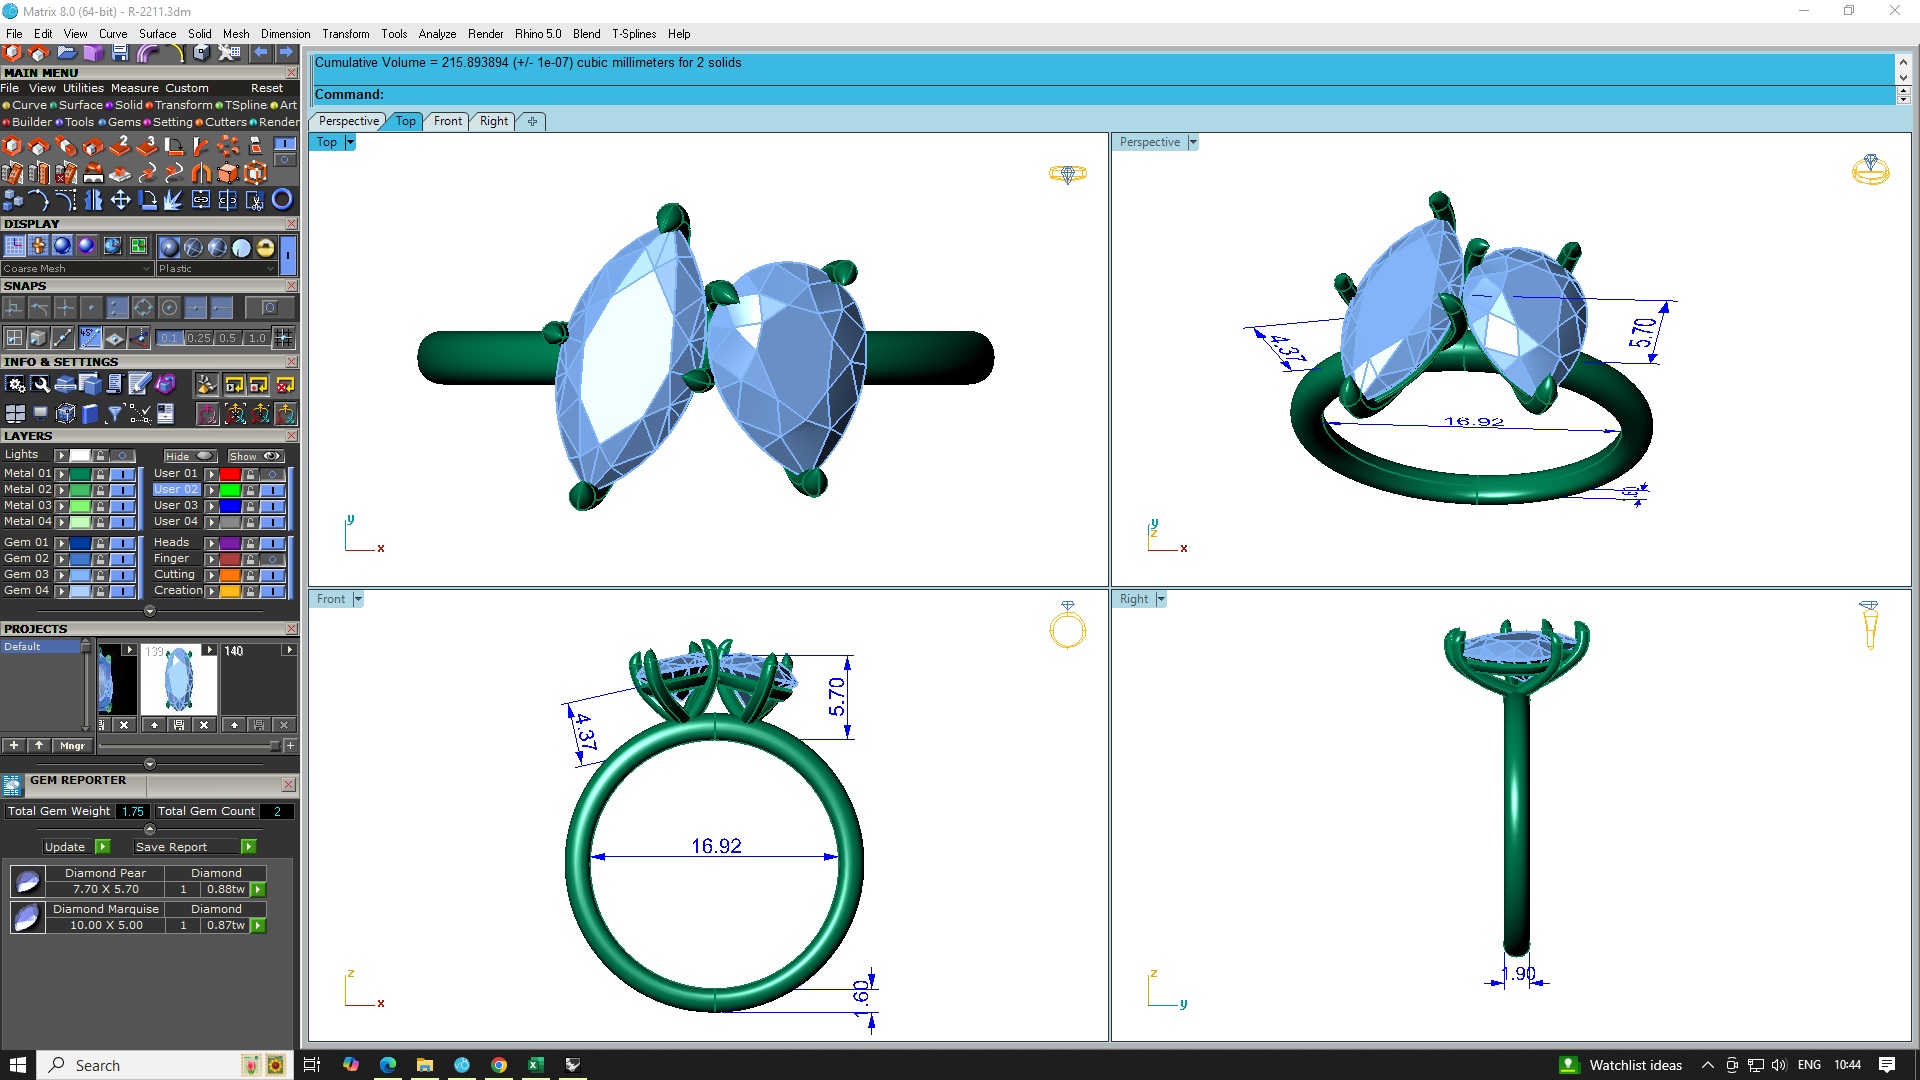 Matrix 8.0 (64-bit) - R-2211.3dm
File Edit View Curve Surface Solid Mesh Dimension Transform Tools Analyze Render Rhino 5.0 Blend T-Splines Help
Cumulative Volume = 215.893894 (+/- 1e-07) cubic millimeters for 2 solids
Command:
Perspective Top Front Right
MAIN MENU
File View Utilities Measure Custom Reset
Curve Surface Solid Transform TSpline Art
Builder Tools Gems Setting Cutters Render
2 3
DISPLAY
Coarse Mesh Plastic
SNAPS
45° 0.1 0.25 0.5 1.0
INFO & SETTINGS
LAYERS
Lights Hide Show
Metal 01 User 01
Metal 02 User 02
Metal 03 User 03
Metal 04 User 04
Gem 01 Heads
Gem 02 Finger
Gem 03 Cutting
Gem 04 Creation
PROJECTS
Default 139 140
Mngr
GEM REPORTER
Total Gem Weight 1.75 Total Gem Count 2
Update Save Report
Diamond Pear Diamond
7.70 X 5.70 1 0.88tw
Diamond Marquise Diamond
10.00 X 5.00 1 0.87tw
Top
y
x
Perspective
4.37
5.70
16.92
y
z
x
Front
5.70
4.37
16.92
1.60
z
x
Right
1.90
z
y
Search
Watchlist ideas ENG 10:44